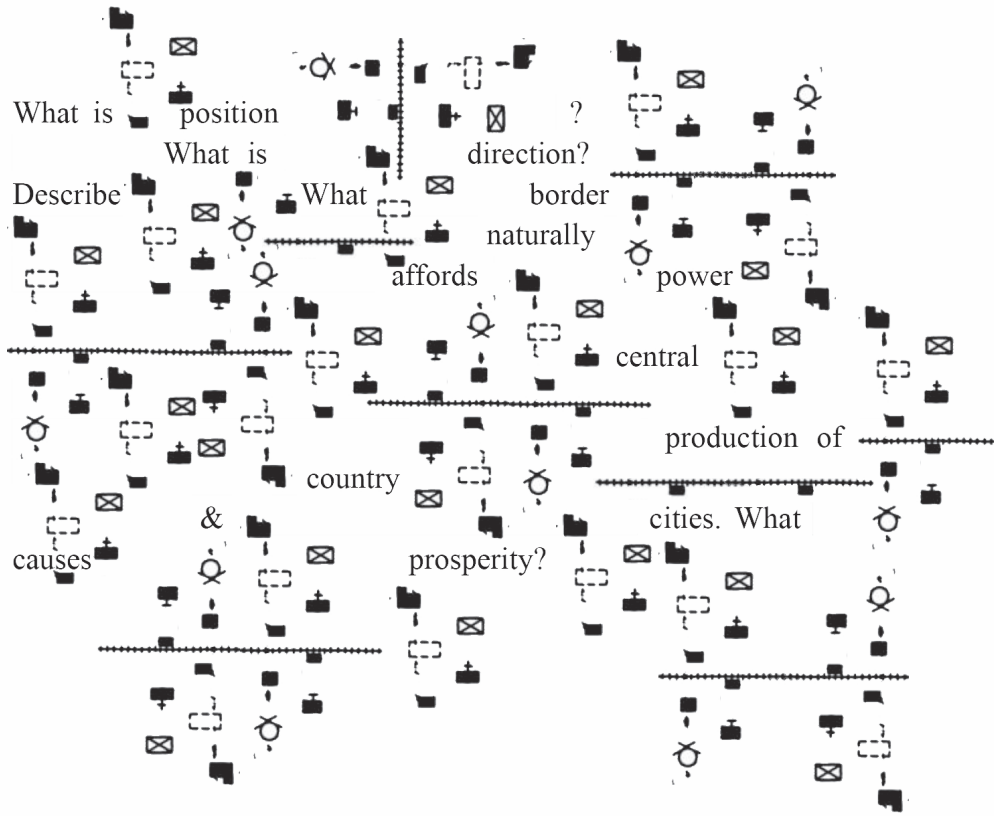 What is position ?
What is direction?
Describe What border
naturally
affords power
central
production of
country
& cities. What
causes prosperity?